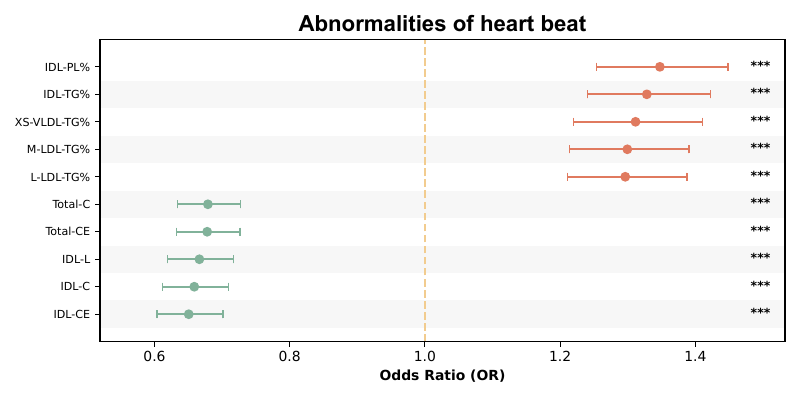 Abnormalities of heart beat
IDL-PL% ***
IDL-TG% ***
XS-VLDL-TG% ***
M-LDL-TG% ***
L-LDL-TG% ***
Total-C ***
Total-CE ***
IDL-L ***
IDL-C ***
IDL-CE ***
0.6 0.8 1.0 1.2 1.4
Odds Ratio (OR)